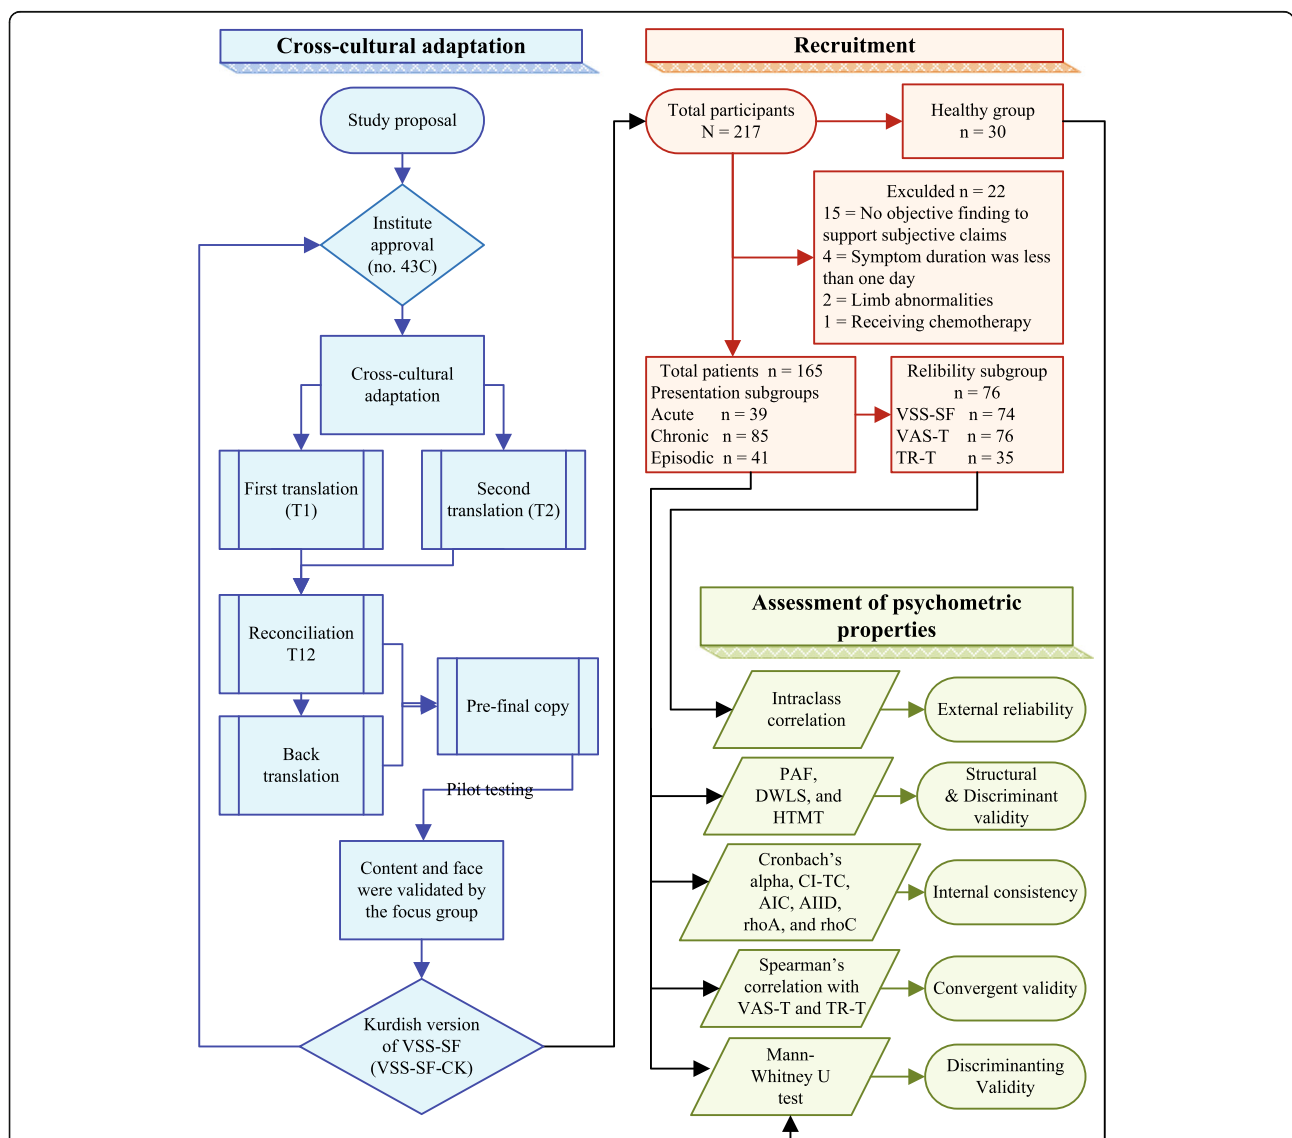 Cross-cultural adaptation
Study proposal
Institute
approval
(no. 43C)
Cross-cultural
adaptation
First translation
(T1)
Second
translation (T2)
Reconciliation
T12
Back
translation
Pre-final copy
Pilot testing
Content and face
were validated by
the focus group
Kurdish version
of VSS-SF
(VSS-SF-CK)
Recruitment
Total participants
N = 217
Healthy group
n = 30
Exculded n = 22
15 = No objective finding to
support subjective claims
4 = Symptom duration was less
than one day
2 = Limb abnormalities
1 = Receiving chemotherapy
Total patients n = 165
Presentation subgroups
Acute n = 39
Chronic n = 85
Episodic n = 41
Relibility subgroup
n = 76
VSS-SF n = 74
VAS-T n = 76
TR-T n = 35
Assessment of psychometric
properties
Intraclass
correlation
External reliability
PAF,
DWLS, and
HTMT
Structural
& Discriminant
validity
Cronbach's
alpha, CI-TC,
AIC, AIID,
rhoA, and rhoC
Internal consistency
Spearman's
correlation with
VAS-T and TR-T
Convergent validity
Mann-
Whitney U
test
Discriminanting
Validity